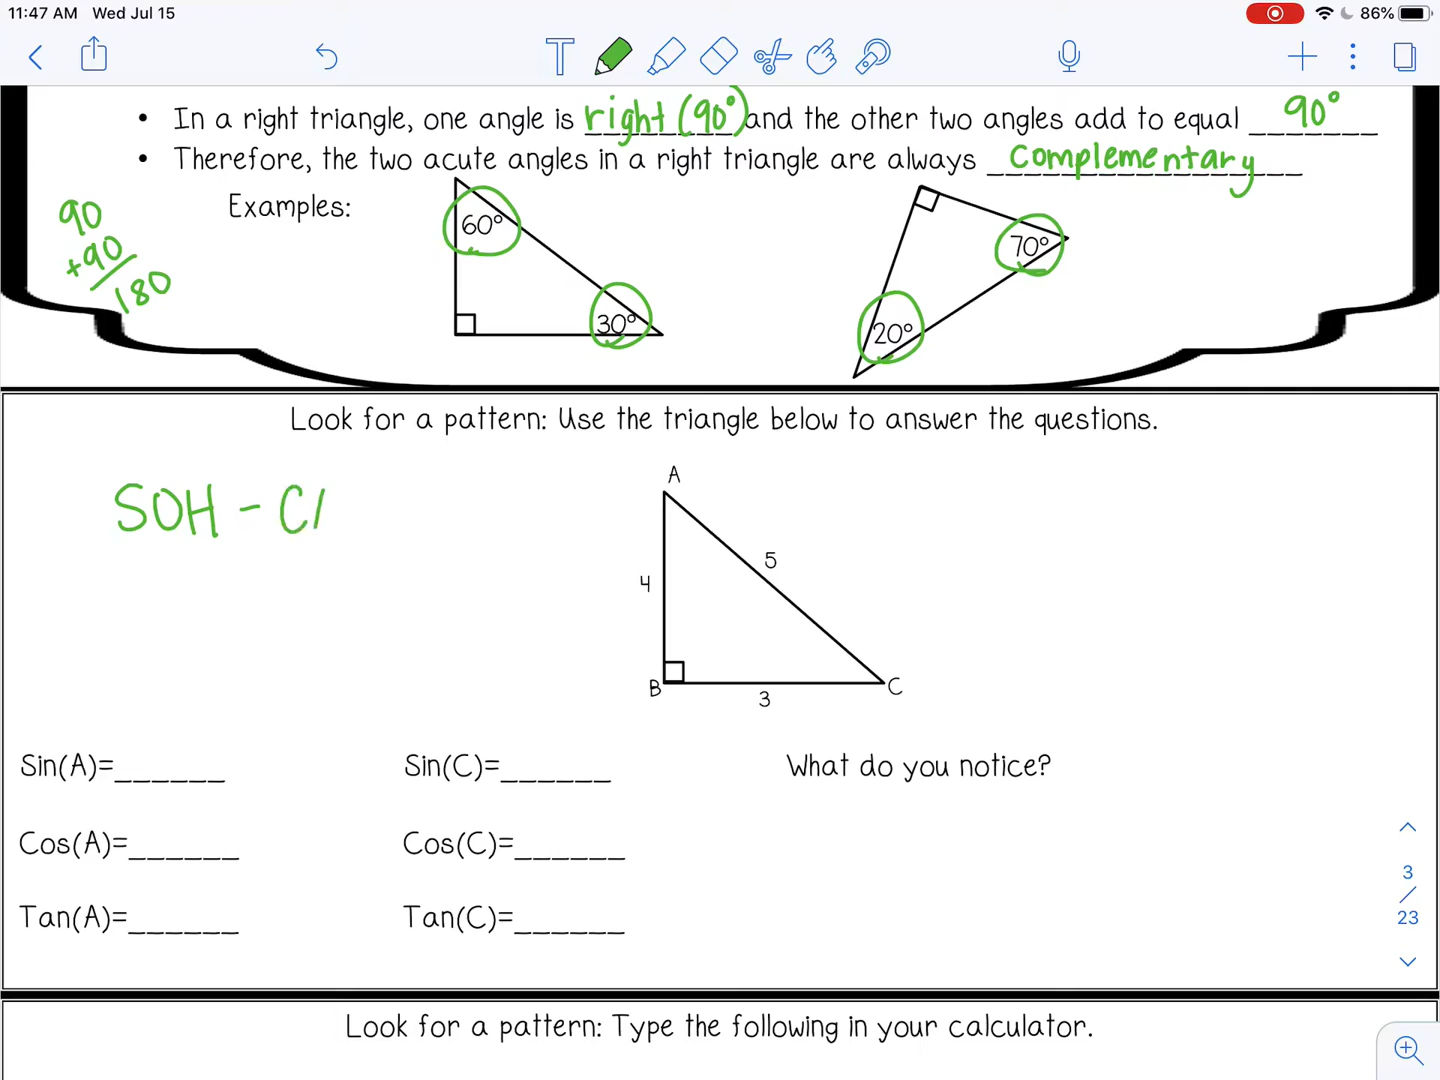 11:47 AM Wed Jul 15
86%
• In a right triangle, one angle is right (90°) and the other two angles add to equal 90°
• Therefore, the two acute angles in a right triangle are always complementary
Examples:
90
+90
180
60°
30°
70°
20°
Look for a pattern: Use the triangle below to answer the questions.
SOH - C
A
5
4
B
3
C
Sin(A)=______ Sin(C)=______ What do you notice?
Cos(A)=______ Cos(C)=______
Tan(A)=______ Tan(C)=______
3
/
23
Look for a pattern: Type the following in your calculator.